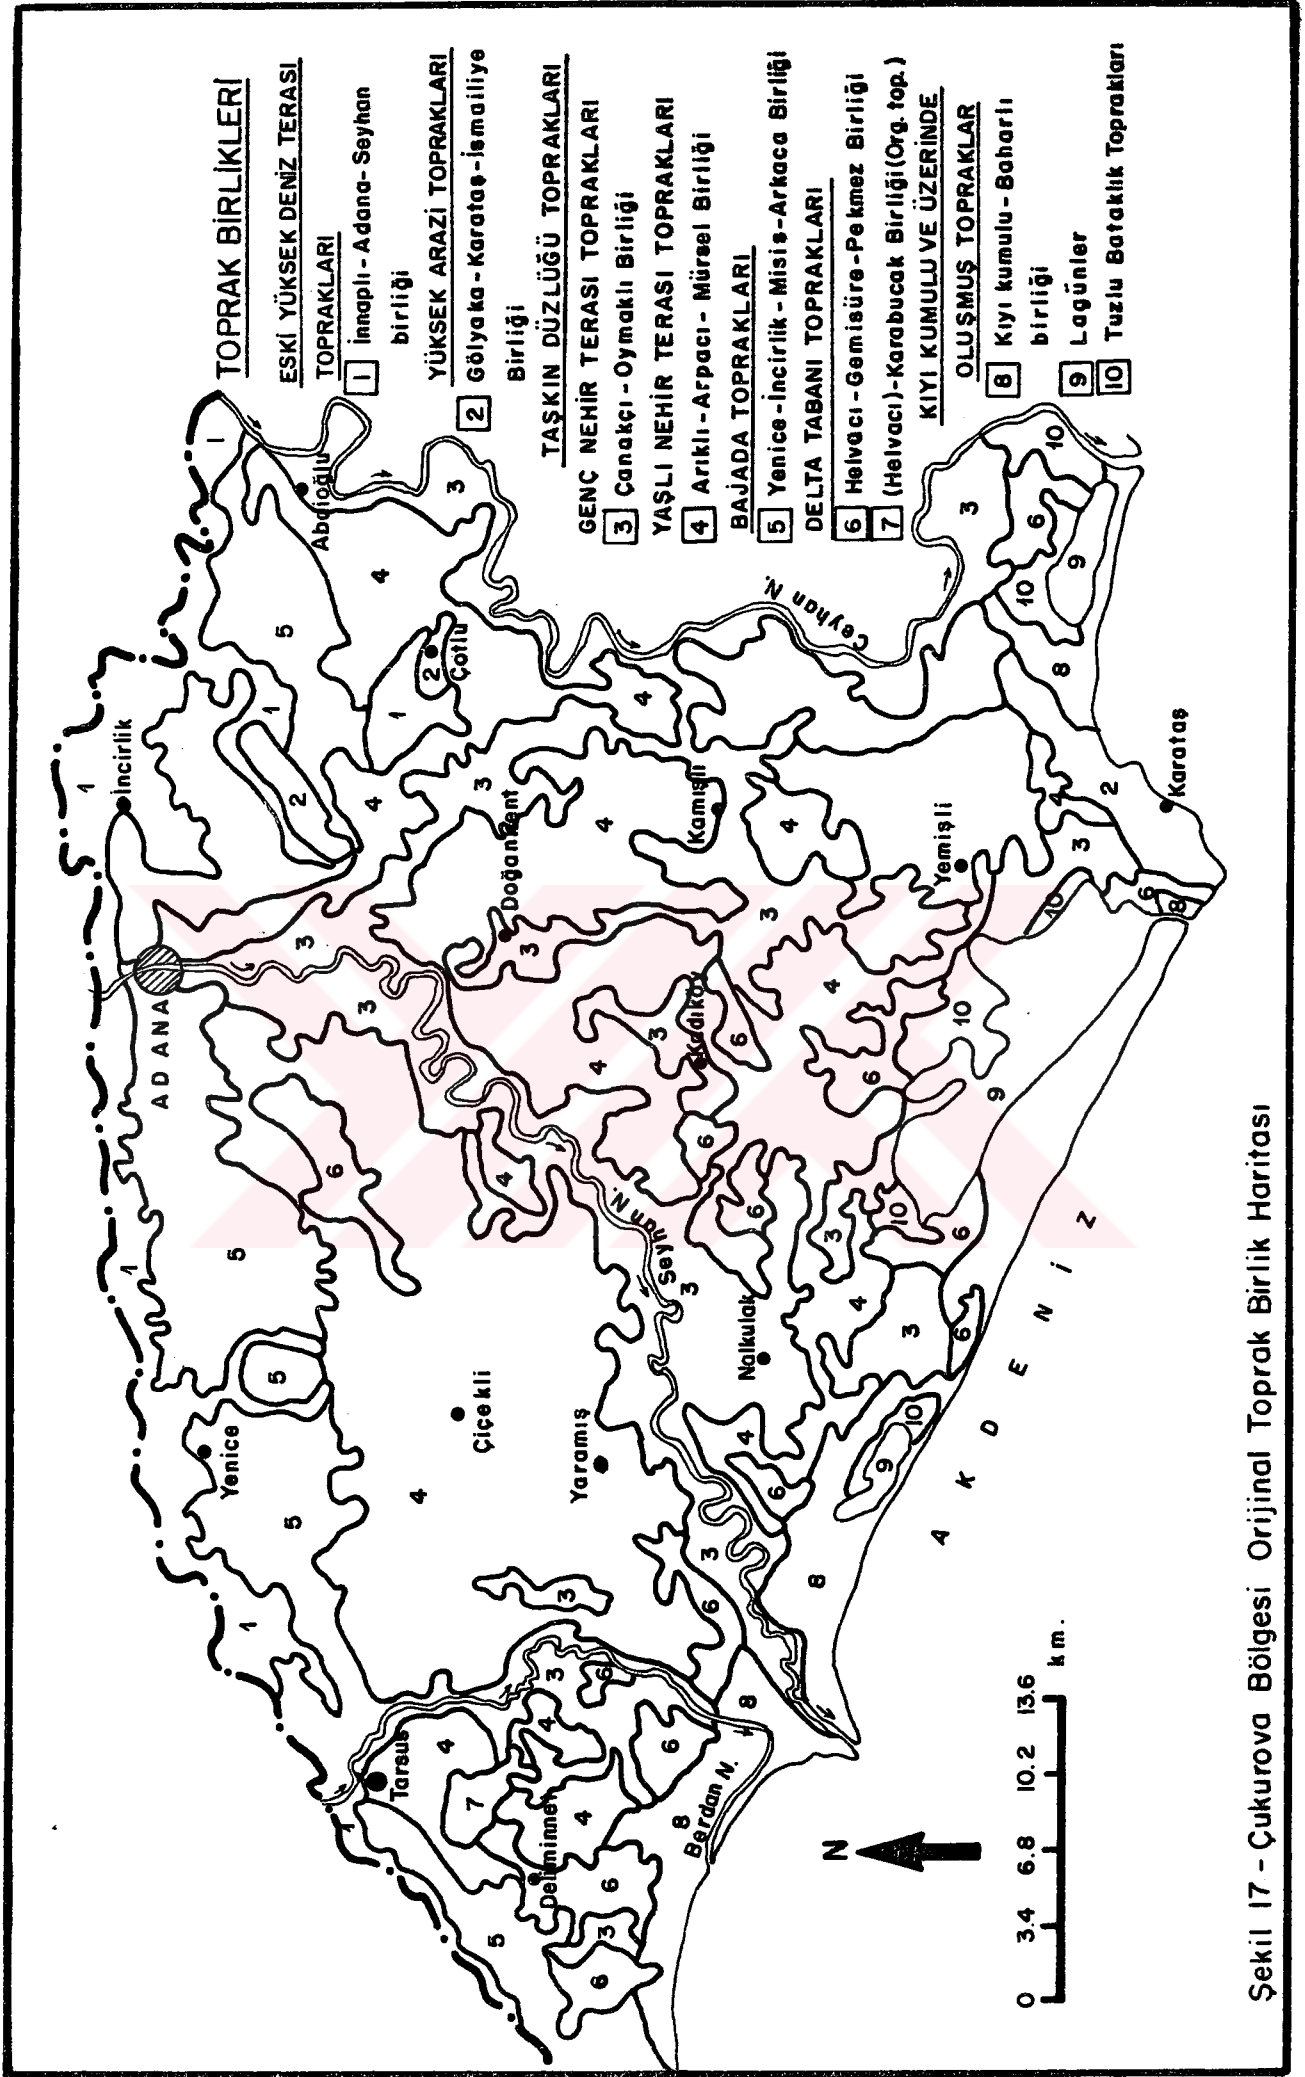 TOPRAK BİRLİKLERİ
ESKİ YÜKSEK DENİZ TERASI
TOPRAKLARI
1 İnnaplı-Adana-Seyhan
birliği
YÜKSEK ARAZİ TOPRAKLARI
2 Gölyaka-Karataş-İsmailiye
Birliği
TAŞKIN DÜZLÜĞÜ TOPRAKLARI
GENÇ NEHİR TERASI TOPRAKLARI
3 Çanakçı-Oymaklı Birliği
YAŞLI NEHİR TERASI TOPRAKLARI
4 Arıklı-Arpacı-Mürsel Birliği
BAJADA TOPRAKLARI
5 Yenice-İncirlik-Misis-Arkaca Birliği
DELTA TABANI TOPRAKLARI
6 Helvacı-Gemisüre-Pekmez Birliği
7 (Helvacı)-Karabucak Birliği(Org.top.)
KIYI KUMULU VE ÜZERİNDE
OLUŞMUŞ TOPRAKLAR
8 Kıyı kumulu-Baharlı
birliği
9 Lagünler
10 Tuzlu Bataklık Toprakları
İncirlik
ADANA
Abdioğlu
Çotlu
Yenice
Doğankent
Çiçekli
Tarsus
Kamışlı
Ceyhan N.
Kadıköy
Yaramış
Seyhan N.
Nalkulak
Deliminnet
Yemişli
Berdan N.
Karataş
AKDENİZ
N
0 3.4 6.8 10.2 13.6
km.
Şekil 17 - Çukurova Bölgesi Orijinal Toprak Birlik Haritası